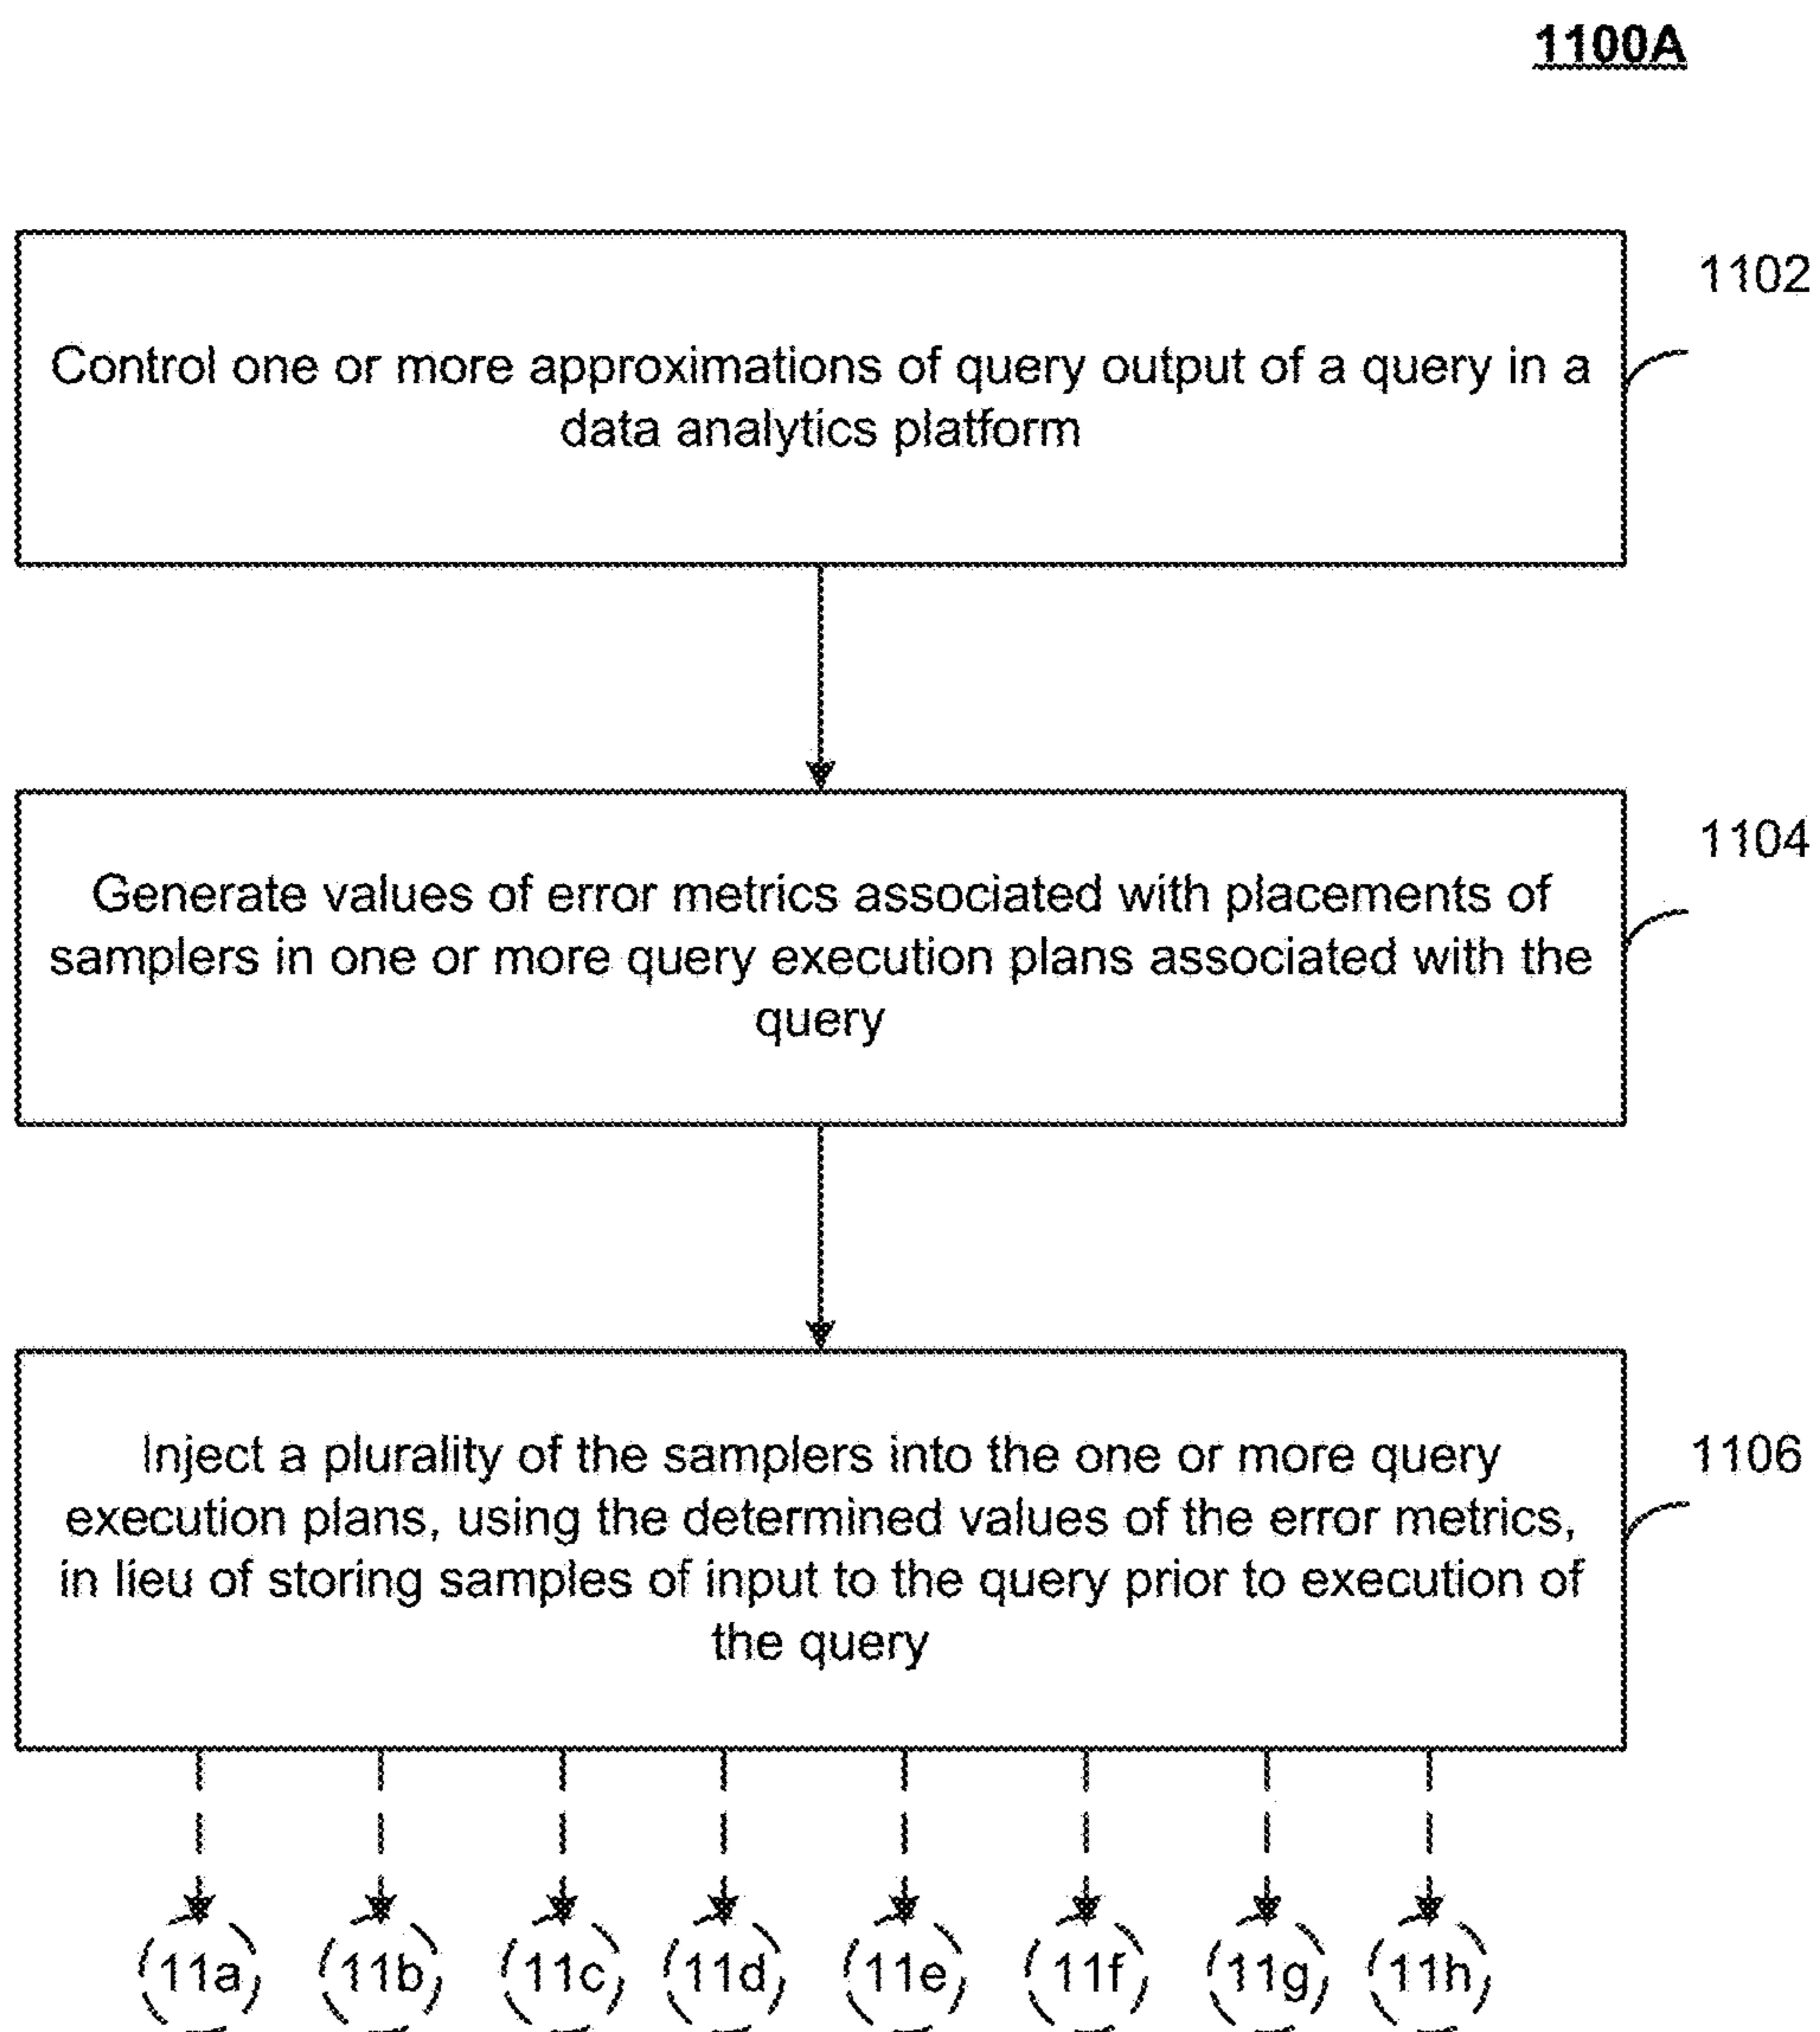 1100A
1102
Control one or more approximations of query output of a query in a
data analytics platform
1104
Generate values of error metrics associated with placements of
samplers in one or more query execution plans associated with the
query
1106
Inject a plurality of the samplers into the one or more query
execution plans, using the determined values of the error metrics,
in lieu of storing samples of input to the query prior to execution of
the query
11a 11b 11c 11d 11e 11f 11g 11h